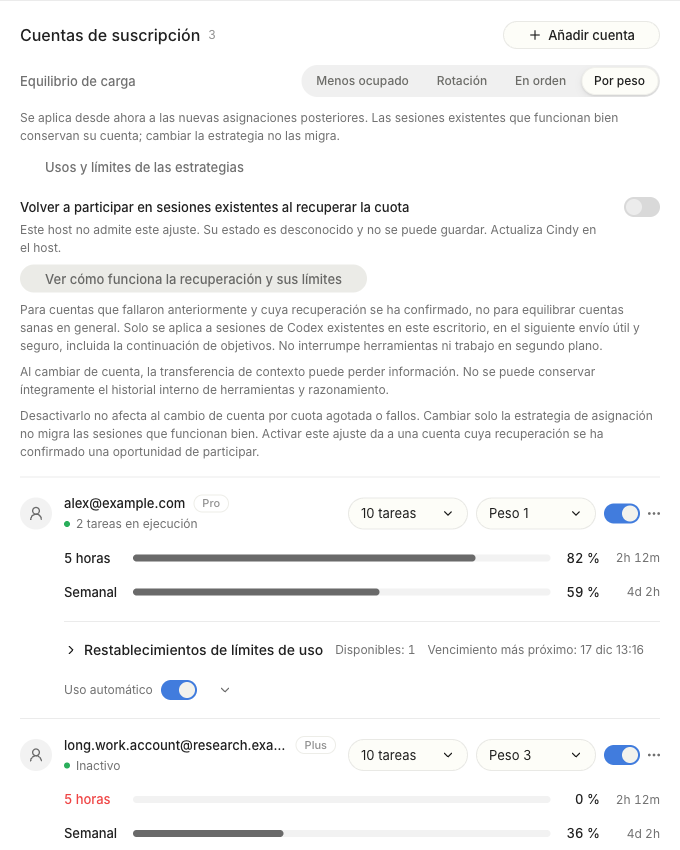 Cuentas de suscripción 3
+ Añadir cuenta
Equilibrio de carga
Menos ocupado
Rotación
En orden
Por peso
Se aplica desde ahora a las nuevas asignaciones posteriores. Las sesiones existentes que funcionan bien
conservan su cuenta; cambiar la estrategia no las migra.
Usos y límites de las estrategias
Volver a participar en sesiones existentes al recuperar la cuota
Este host no admite este ajuste. Su estado es desconocido y no se puede guardar. Actualiza Cindy en
el host.
Ver cómo funciona la recuperación y sus límites
Para cuentas que fallaron anteriormente y cuya recuperación se ha confirmado, no para equilibrar cuentas
sanas en general. Solo se aplica a sesiones de Codex existentes en este escritorio, en el siguiente envío útil y
seguro, incluida la continuación de objetivos. No interrumpe herramientas ni trabajo en segundo plano.
Al cambiar de cuenta, la transferencia de contexto puede perder información. No se puede conservar
íntegramente el historial interno de herramientas y razonamiento.
Desactivarlo no afecta al cambio de cuenta por cuota agotada o fallos. Cambiar solo la estrategia de asignación
no migra las sesiones que funcionan bien. Activar este ajuste da a una cuenta cuya recuperación se ha
confirmado una oportunidad de participar.
alex@example.com Pro
2 tareas en ejecución
10 tareas
Peso 1
5 horas 82 % 2h 12m
Semanal 59 % 4d 2h
Restablecimientos de límites de uso Disponibles: 1 Vencimiento más próximo: 17 dic 13:16
Uso automático
long.work.account@research.exa... Plus
Inactivo
10 tareas
Peso 3
5 horas 0 % 2h 12m
Semanal 36 % 4d 2h